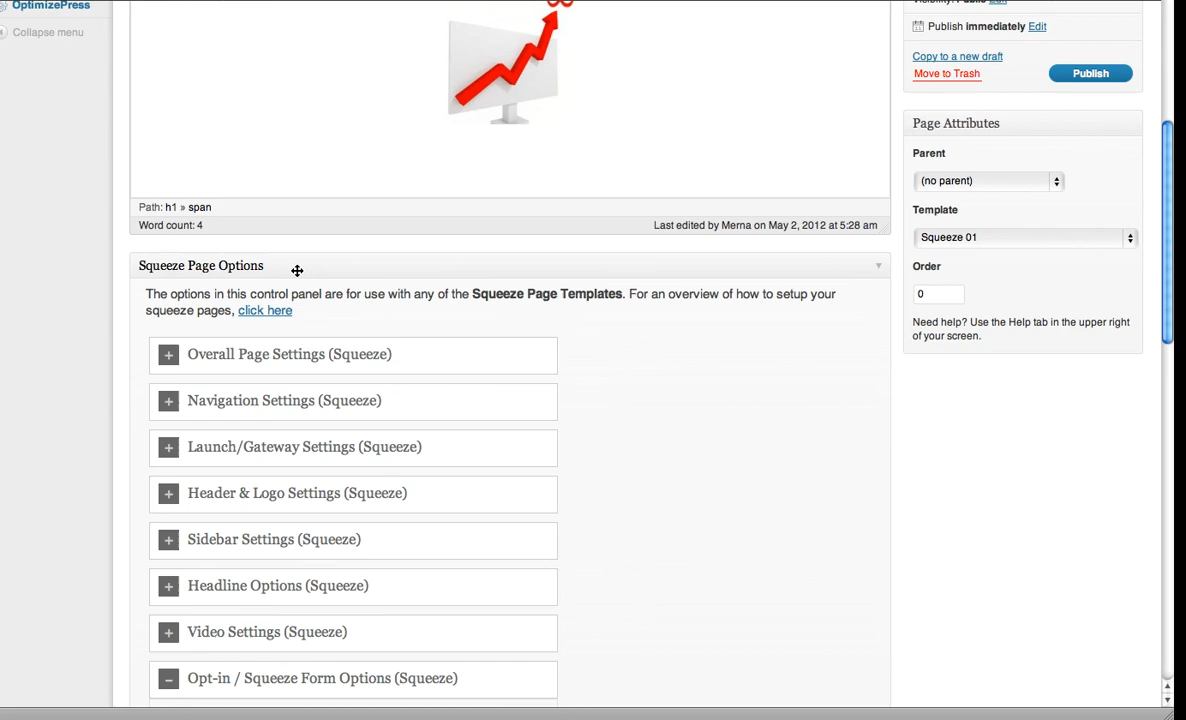 OptimizePress
Collapse menu
Publish immediately Edit
Copy to a new draft
Move to Trash
Publish
Page Attributes
Parent
(no parent)
Template
Squeeze 01
Order
0
Need help? Use the Help tab in the upper right
of your screen.
Path: h1 » span
Word count: 4
Last edited by Merna on May 2, 2012 at 5:28 am
Squeeze Page Options
The options in this control panel are for use with any of the Squeeze Page Templates. For an overview of how to setup your
squeeze pages, click here
Overall Page Settings (Squeeze)
Navigation Settings (Squeeze)
Launch/Gateway Settings (Squeeze)
Header & Logo Settings (Squeeze)
Sidebar Settings (Squeeze)
Headline Options (Squeeze)
Video Settings (Squeeze)
Opt-in / Squeeze Form Options (Squeeze)